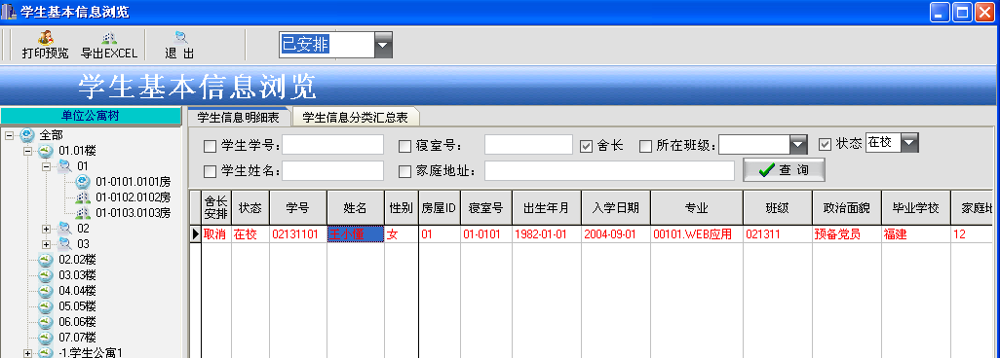 学生基本信息浏览
打印预览 导出EXCEL 退 出 已安排
学生基本信息浏览
单位公寓树
学生信息明细表 学生信息分类汇总表
全部
01.01楼
01
01-0101.0101房
01-0102.0102房
01-0103.0103房
02
03
02.02楼
03.03楼
04.04楼
05.05楼
06.06楼
07.07楼
-1.学生公寓1
学生学号: 寝室号: 舍长 所在班级: 状态 在校
学生姓名: 家庭地址: 查 询
舍长安排 状态 学号 姓名 性别 房屋ID 寝室号 出生年月 入学日期 专业 班级 政治面貌 毕业学校 家庭地
取消 在校 02131101 女 01 01-0101 1982-01-01 2004-09-01 00101.WEB应用 021311 预备党员 福建 12